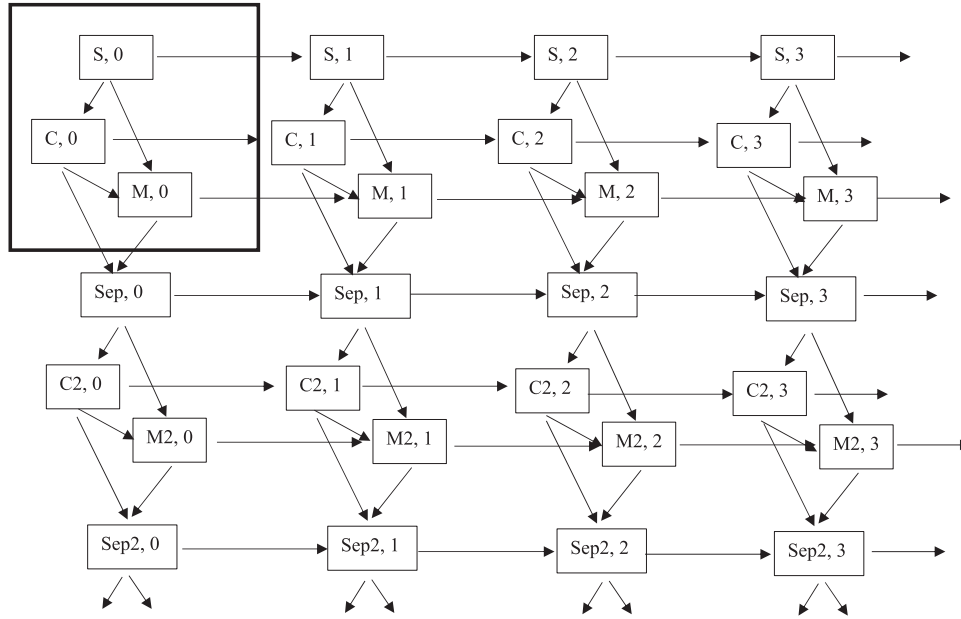 S, 0
S, 1
S, 2
S, 3
C, 0
C, 1
C, 2
C, 3
M, 0
M, 1
M, 2
M, 3
Sep, 0
Sep, 1
Sep, 2
Sep, 3
C2, 0
C2, 1
C2, 2
C2, 3
M2, 0
M2, 1
M2, 2
M2, 3
Sep2, 0
Sep2, 1
Sep2, 2
Sep2, 3